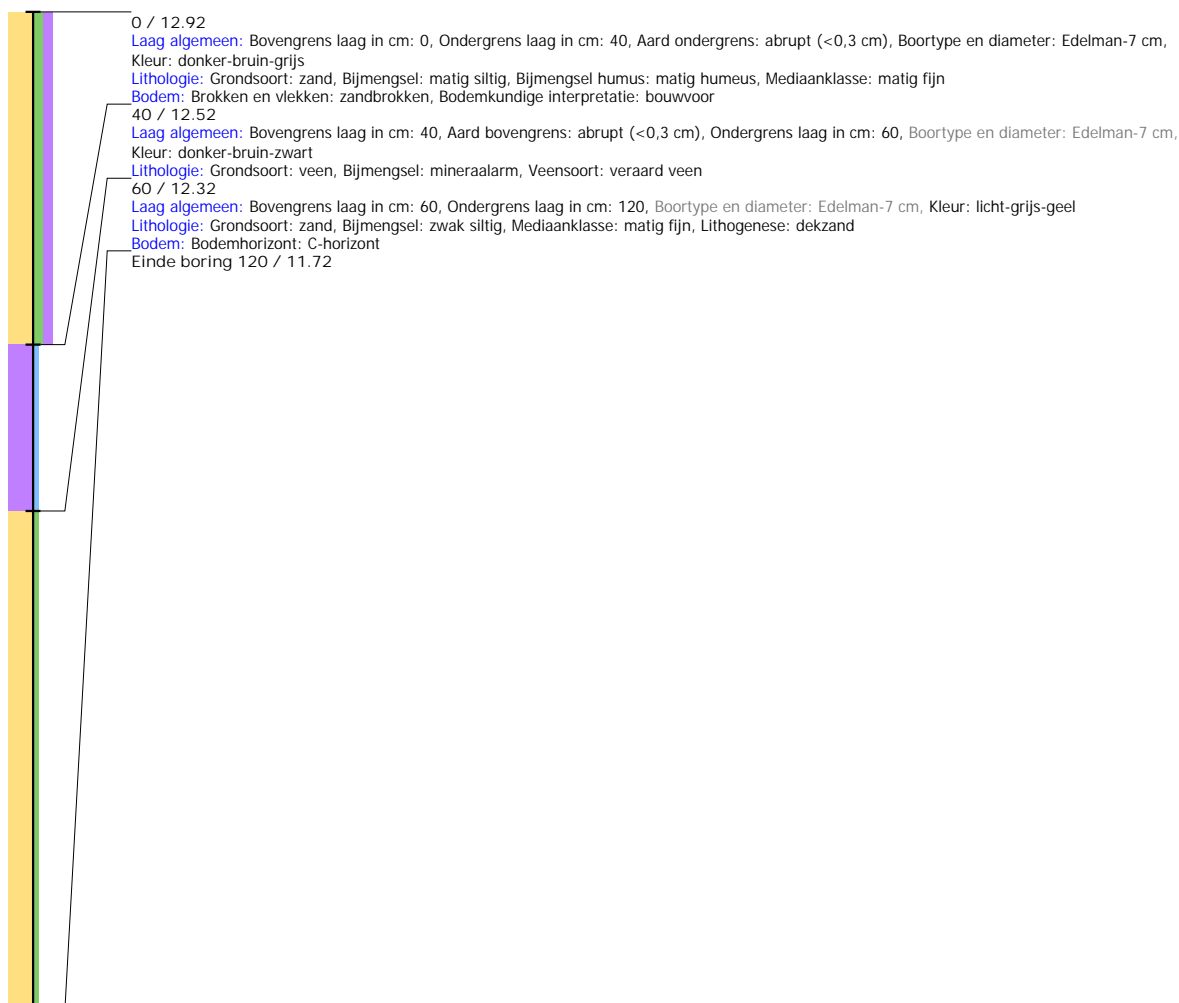 0 / 12.92
Laag algemeen: Bovengrens laag in cm: 0, Ondergrens laag in cm: 40, Aard ondergrens: abrupt (<0,3 cm), Boortype en diameter: Edelman-7 cm,
Kleur: donker-bruin-grijs
Lithologie: Grondsoort: zand, Bijmengsel: matig siltig, Bijmengsel humus: matig humeus, Mediaanklasse: matig fijn
Bodem: Brokken en vlekken: zandbrokken, Bodemkundige interpretatie: bouwvoor
40 / 12.52
Laag algemeen: Bovengrens laag in cm: 40, Aard bovengrens: abrupt (<0,3 cm), Ondergrens laag in cm: 60, Boortype en diameter: Edelman-7 cm,
Kleur: donker-bruin-zwart
Lithologie: Grondsoort: veen, Bijmengsel: mineraalarm, Veensoort: veraard veen
60 / 12.32
Laag algemeen: Bovengrens laag in cm: 60, Ondergrens laag in cm: 120, Boortype en diameter: Edelman-7 cm, Kleur: licht-grijs-geel
Lithologie: Grondsoort: zand, Bijmengsel: zwak siltig, Mediaanklasse: matig fijn, Lithogenese: dekzand
Bodem: Bodemhorizont: C-horizont
Einde boring 120 / 11.72